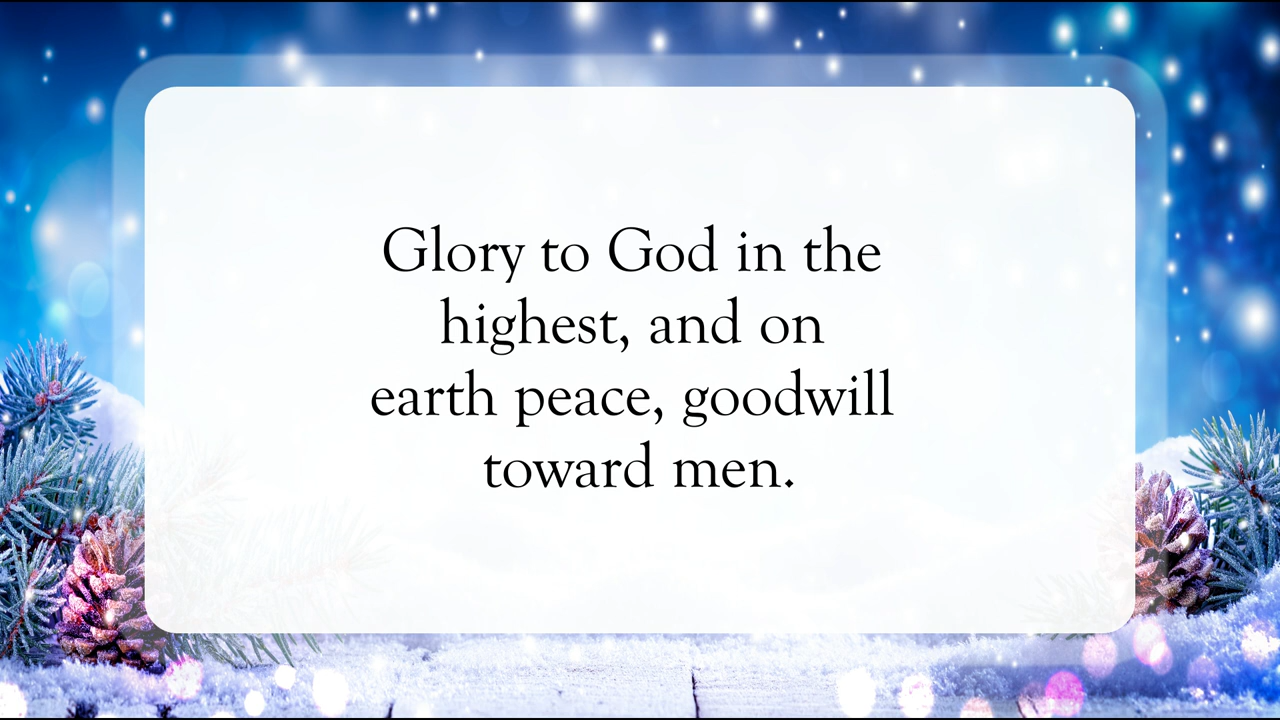 Glory to God in the
highest, and on
earth peace, goodwill
toward men.